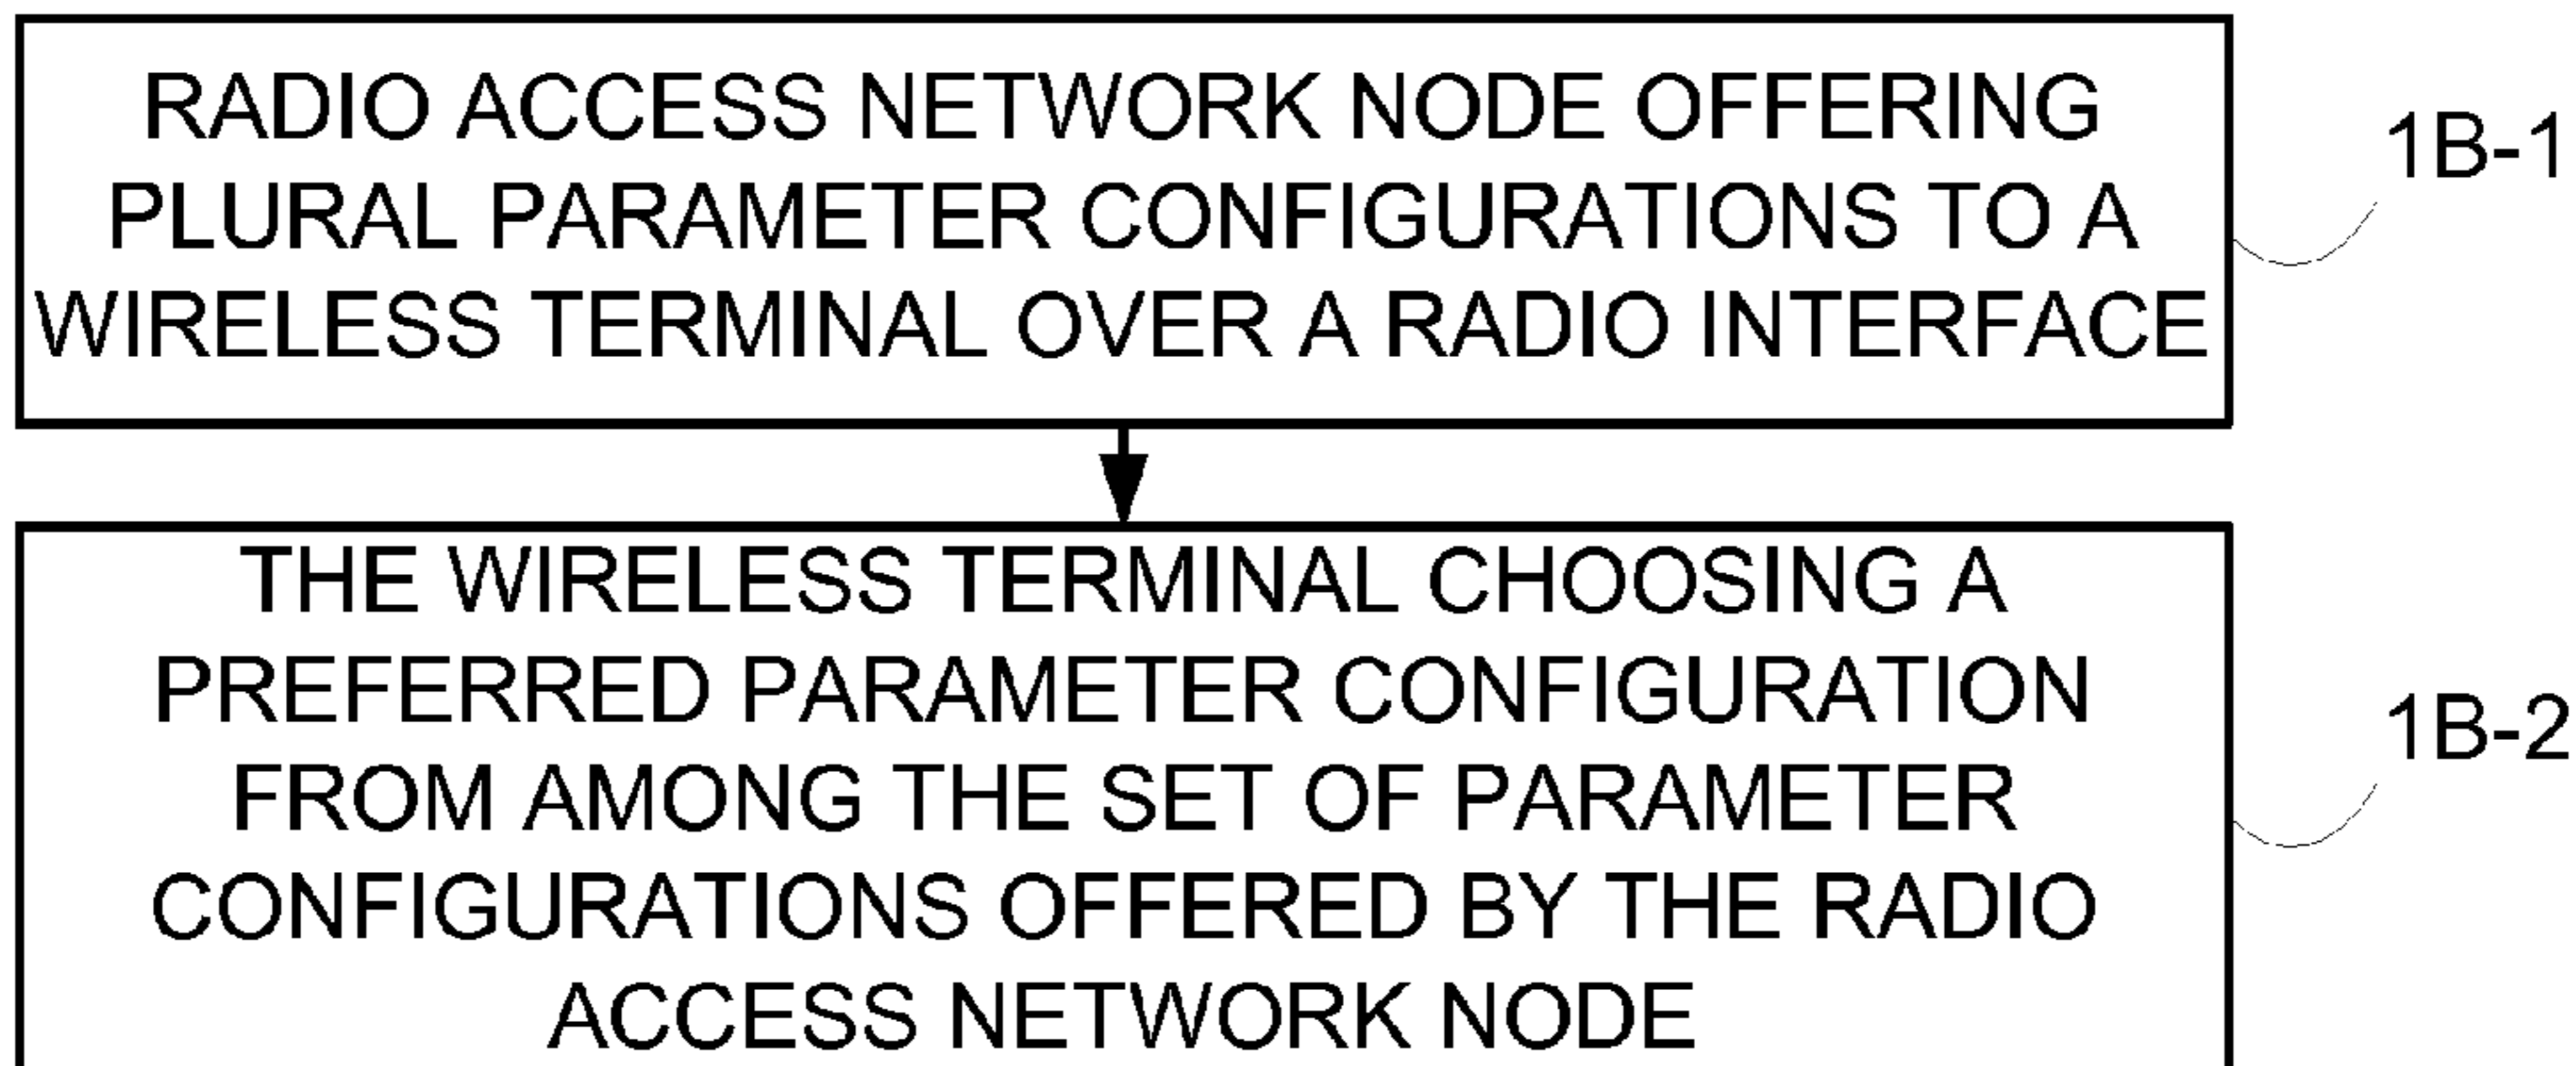 RADIO ACCESS NETWORK NODE OFFERING
PLURAL PARAMETER CONFIGURATIONS TO A
WIRELESS TERMINAL OVER A RADIO INTERFACE
1B-1
THE WIRELESS TERMINAL CHOOSING A
PREFERRED PARAMETER CONFIGURATION
FROM AMONG THE SET OF PARAMETER
CONFIGURATIONS OFFERED BY THE RADIO
ACCESS NETWORK NODE
1B-2